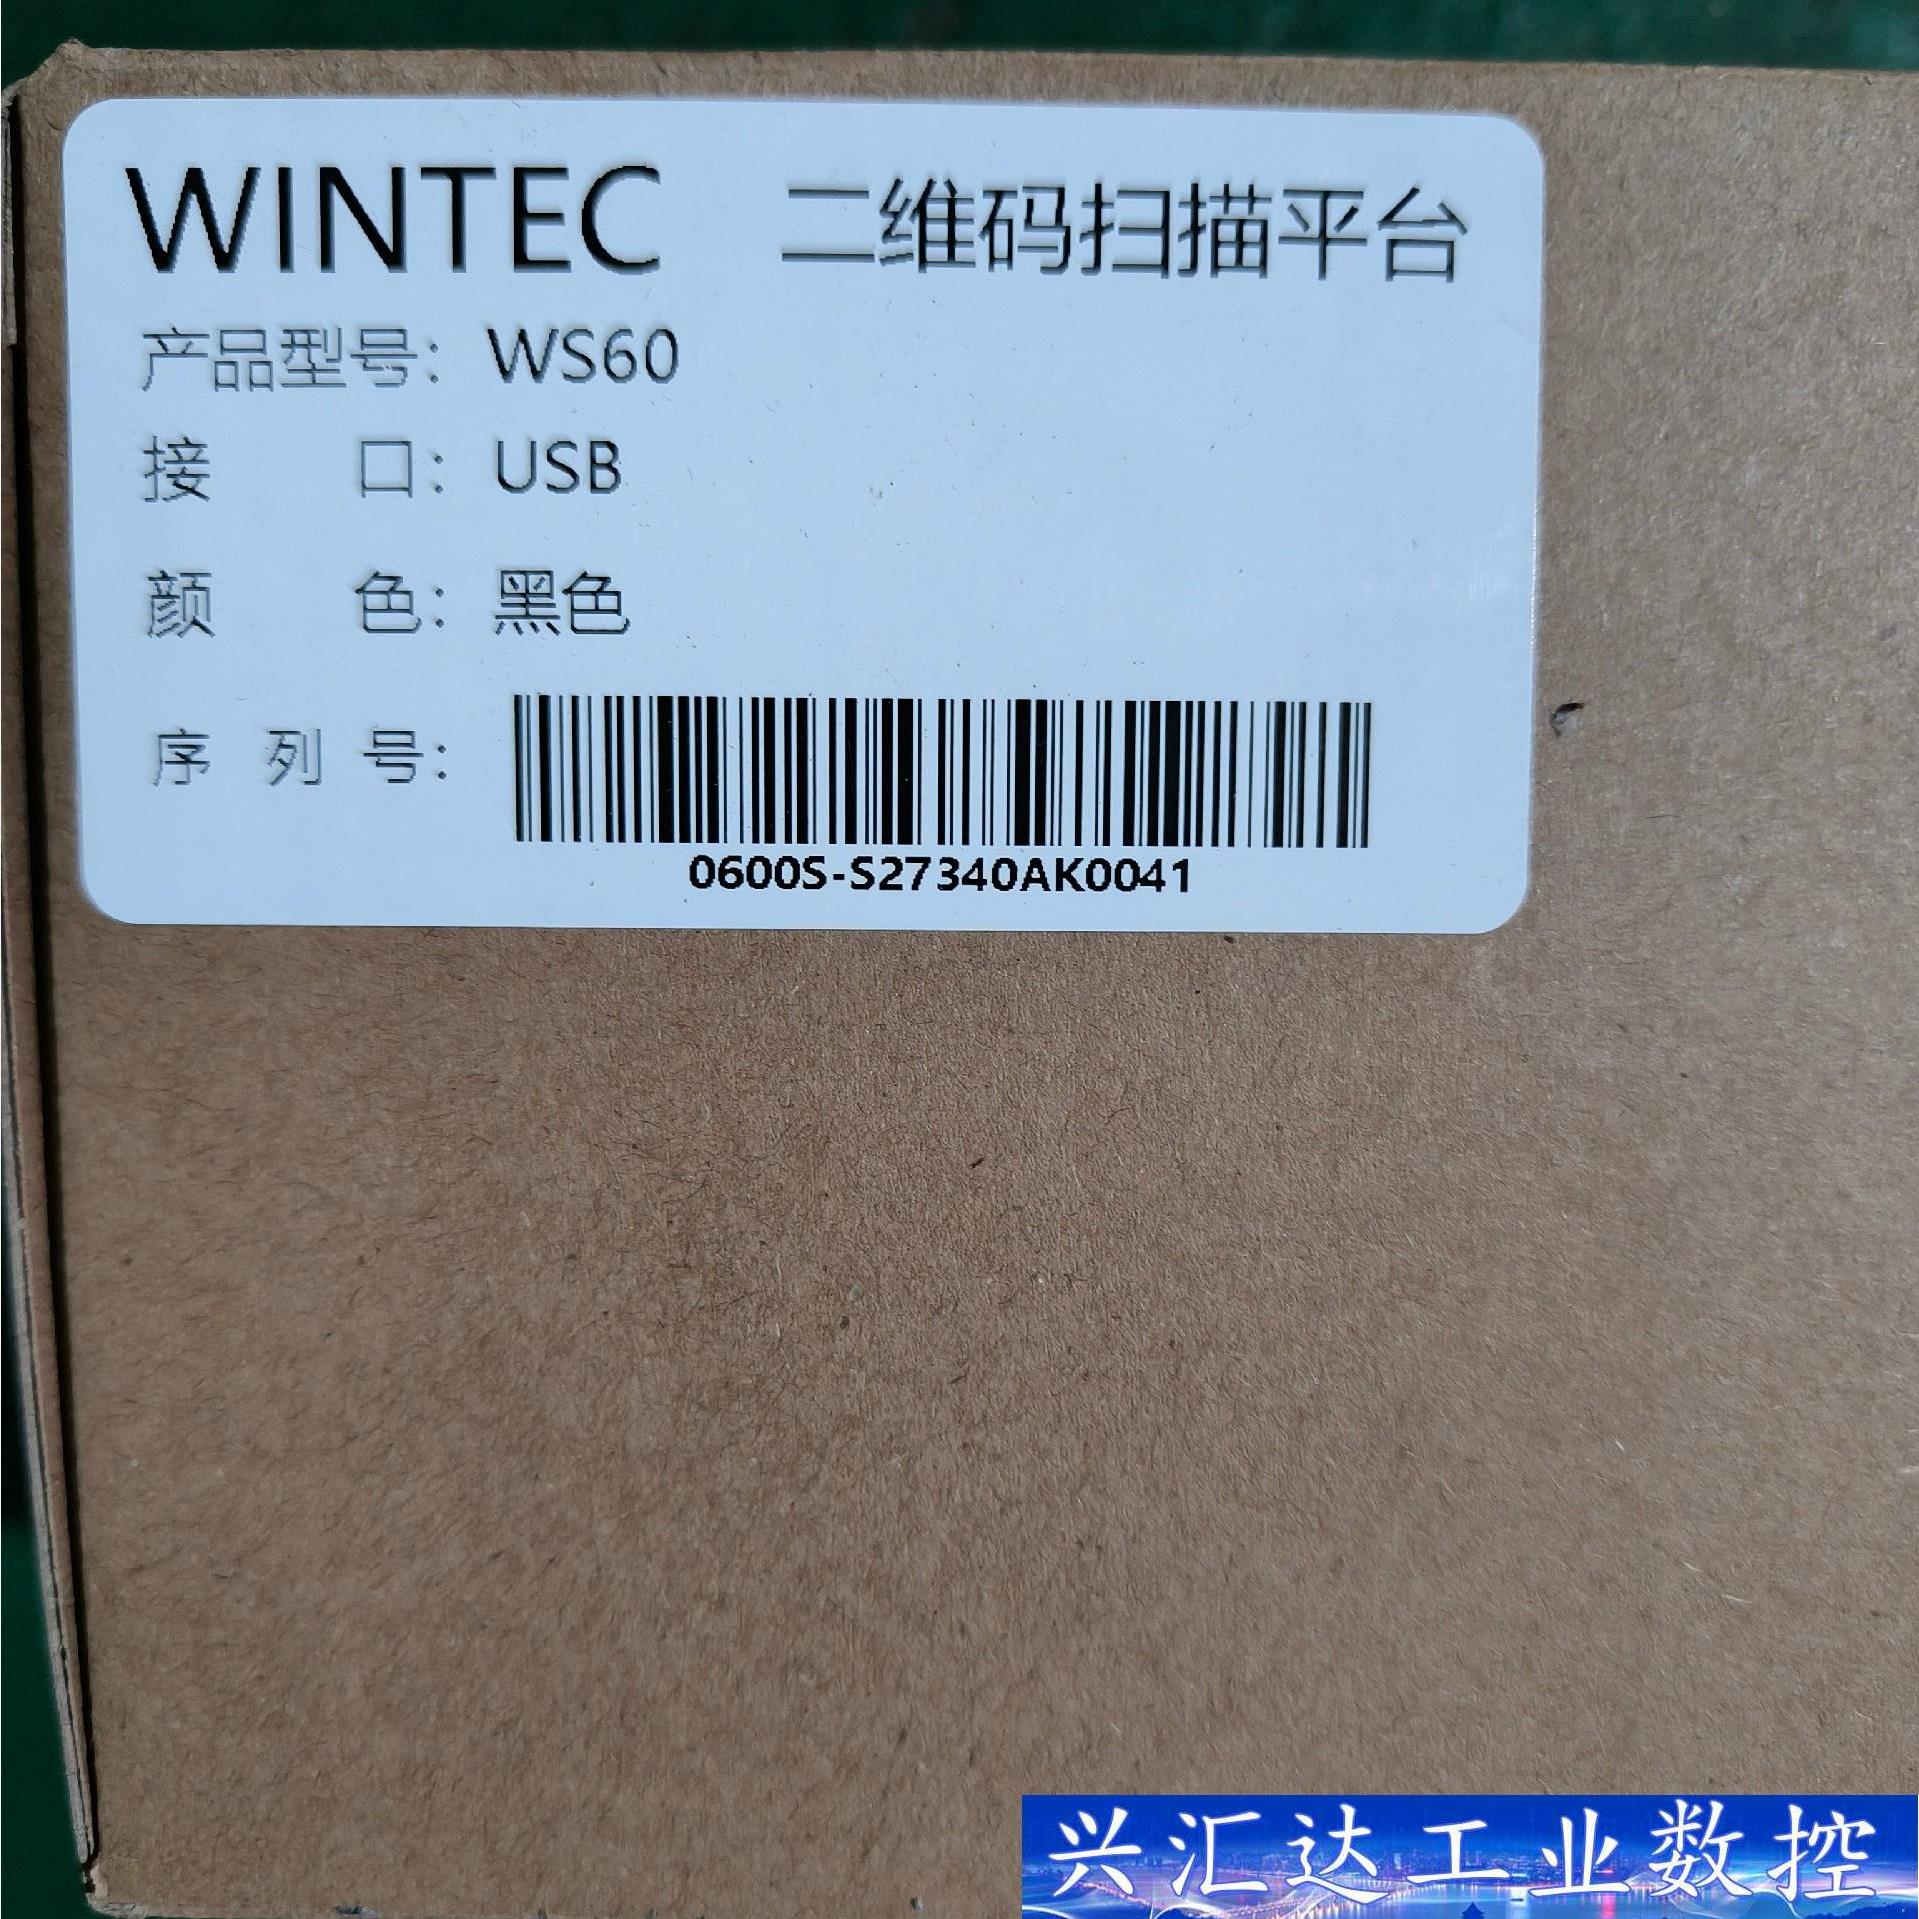 WINTEC 二维码扫描平台
产品型号：WS60
接 口：USB
颜 色：黑色
序 列 号：
0600S-S27340AK0041
兴汇达工业数控